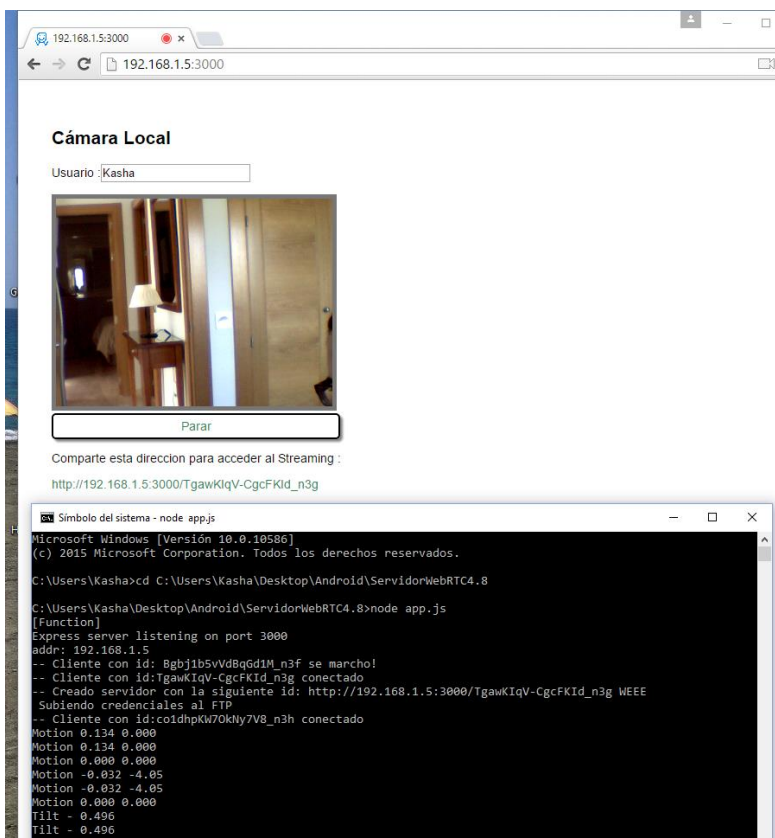 192.168.1.5:3000
192.168.1.5:3000
Cámara Local
Usuario :Kasha
Parar
Comparte esta direccion para acceder al Streaming :
http://192.168.1.5:3000/TgawKIqV-CgcFKId_n3g
Símbolo del sistema - node app.js
Microsoft Windows [Versión 10.0.10586]
(c) 2015 Microsoft Corporation. Todos los derechos reservados.
C:\Users\Kasha>cd C:\Users\Kasha\Desktop\Android\ServidorWebRTC4.8
C:\Users\Kasha\Desktop\Android\ServidorWebRTC4.8>node app.js
[Function]
Express server listening on port 3000
addr: 192.168.1.5
-- Cliente con id: Bgbj1b5vVdBqGd1M_n3f se marcho!
-- Cliente con id:TgawKIqV-CgcFKId_n3g conectado
-- Creado servidor con la siguiente id: http://192.168.1.5:3000/TgawKIqV-CgcFKId_n3g WEEE
Subiendo credenciales al FTP
-- Cliente con id:co1dhpKW7OkNy7V8_n3h conectado
Motion 0.134 0.000
Motion 0.134 0.000
Motion 0.000 0.000
Motion -0.032 -4.05
Motion -0.032 -4.05
Motion 0.000 0.000
Tilt - 0.496
Tilt - 0.496